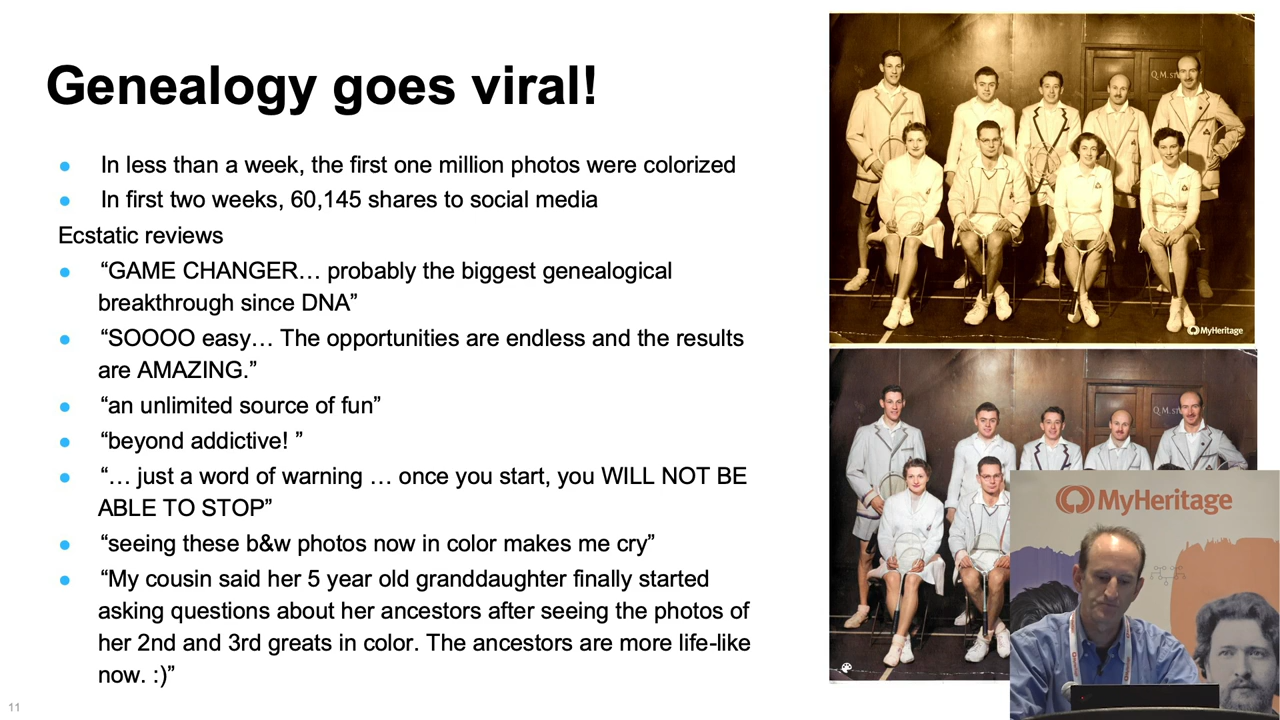 Genealogy goes viral!
● In less than a week, the first one million photos were colorized
● In first two weeks, 60,145 shares to social media
Ecstatic reviews
● “GAME CHANGER… probably the biggest genealogical
breakthrough since DNA”
● “SOOOO easy… The opportunities are endless and the results
are AMAZING.”
● “an unlimited source of fun”
● “beyond addictive! ”
● “… just a word of warning … once you start, you WILL NOT BE
ABLE TO STOP”
● “seeing these b&w photos now in color makes me cry”
● “My cousin said her 5 year old granddaughter finally started
asking questions about her ancestors after seeing the photos of
her 2nd and 3rd greats in color. The ancestors are more life-like
now. :)”
11
Q.M.
MyHeritage
Q.M.
MyHeritage